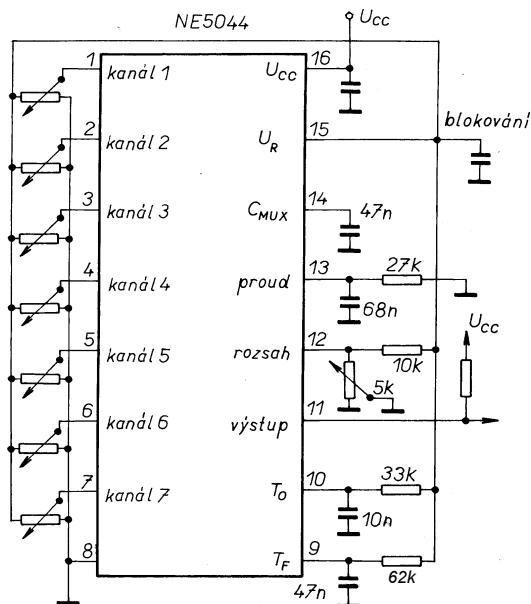 NE5044
Ucc
1 kanál 1 Ucc 16
2 kanál 2 UR 15 blokování
3 kanál 3 CMUX 14 47n
4 kanál 4 proud 13 27k
68n
Ucc
5 kanál 5 rozsah 12 10k
5k
6 kanál 6 výstup 11
7 kanál 7 TO 10 33k
10n
8 TF 9 62k
47n